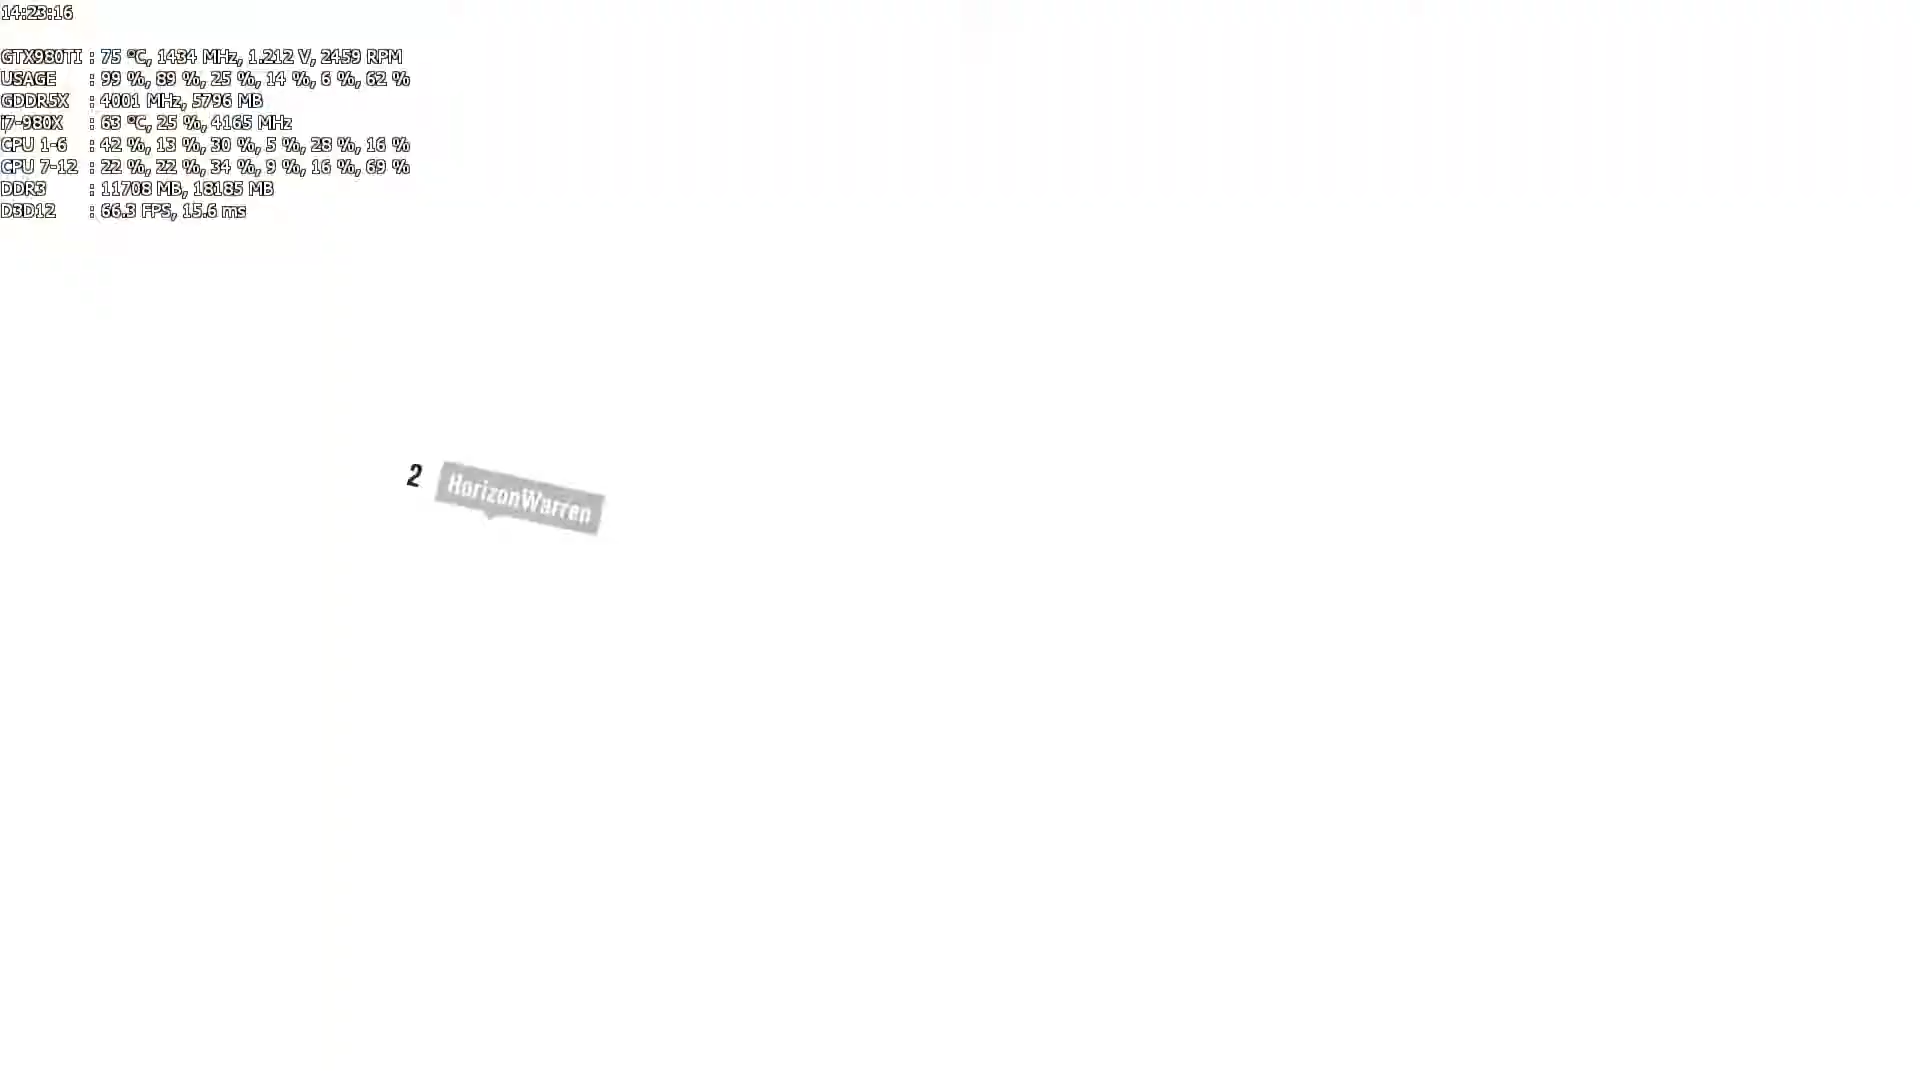 14:23:16
GTX980TI : 75 °C, 1434 MHz, 1.212 V, 2459 RPM
USAGE : 99 %, 89 %, 25 %, 14 %, 6 %, 62 %
GDDR5X : 4001 MHz, 5796 MB
i7-980X : 63 °C, 25 %, 4165 MHz
CPU 1-6 : 42 %, 13 %, 30 %, 5 %, 28 %, 16 %
CPU 7-12 : 22 %, 22 %, 34 %, 9 %, 16 %, 69 %
DDR3 : 11708 MB, 18185 MB
D3D12 : 66.3 FPS, 15.6 ms
2 HorizonWarren